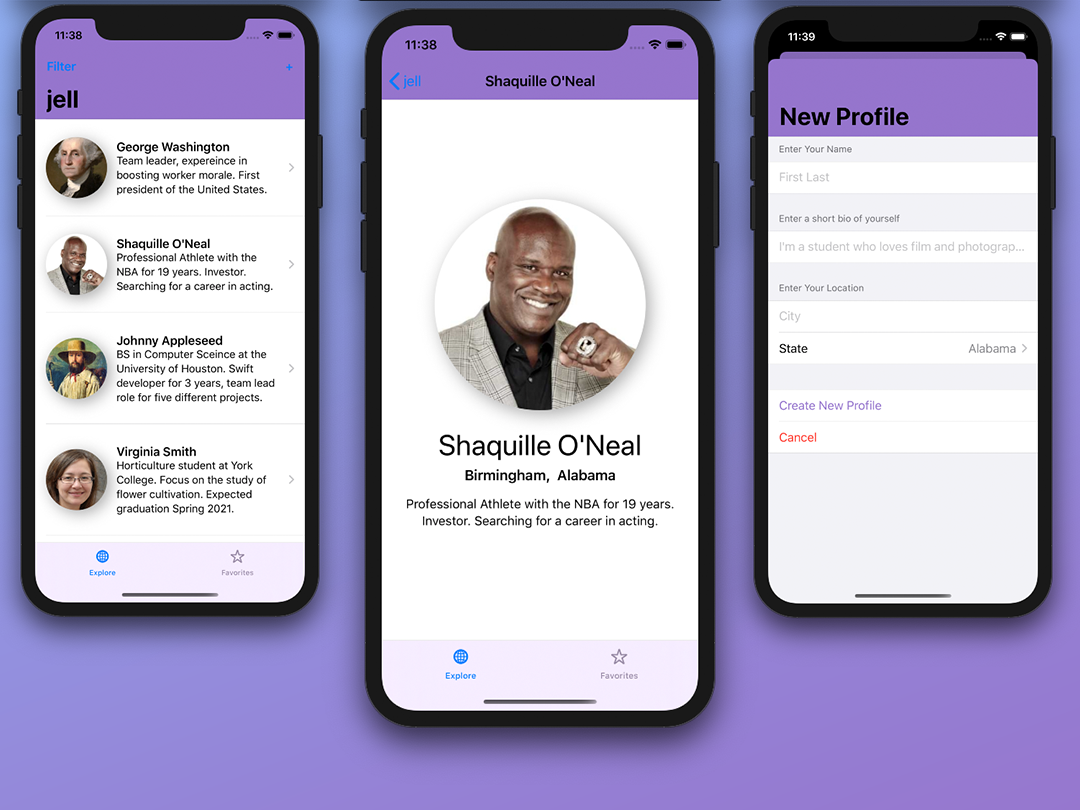 11:38
Filter
+
jell
George Washington
Team leader, expereince in
boosting worker morale. First
president of the United States.
Shaquille O'Neal
Professional Athlete with the
NBA for 19 years. Investor.
Searching for a career in acting.
Johnny Appleseed
BS in Computer Sceince at the
University of Houston. Swift
developer for 3 years, team lead
role for five different projects.
Virginia Smith
Horticulture student at York
College. Focus on the study of
flower cultivation. Expected
graduation Spring 2021.
Explore
Favorites
11:38
jell
Shaquille O'Neal
Shaquille O'Neal
Birmingham, Alabama
Professional Athlete with the NBA for 19 years.
Investor. Searching for a career in acting.
Explore
Favorites
11:39
New Profile
Enter Your Name
First Last
Enter a short bio of yourself
I'm a student who loves film and photograp...
Enter Your Location
City
State
Alabama
Create New Profile
Cancel